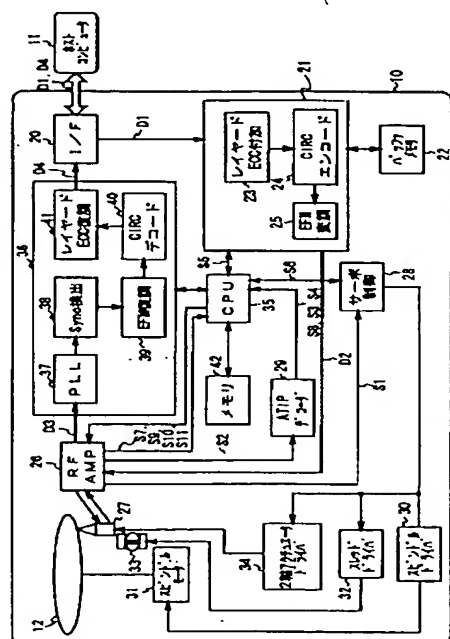 36
41
レイヤード
ECC復調
D4
20
I/F
D1, D4
11
ホスト
コンピュータ
D1
21
10
38
Sync検出
40
CIRC
デコード
レイヤード
ECC付加
23
CIRC
エンコード
24
37
PLL
EFM復調
39
25
EFM
変調
バッファ
メモリ
22
D3
S5
CPU
35
S6
26
RF
AMP
S7
S9
S10
S11
メモリ
42
S2
ATIP
デコーダ
29
S8, S3, S4
D2
サーボ
制御
28
S1
12
27
33
スピンドル
モータ
31
2軸アクチュエータ
ドライバ
34
スレッド
ドライバ
32
30
スピンドル
ドライバ